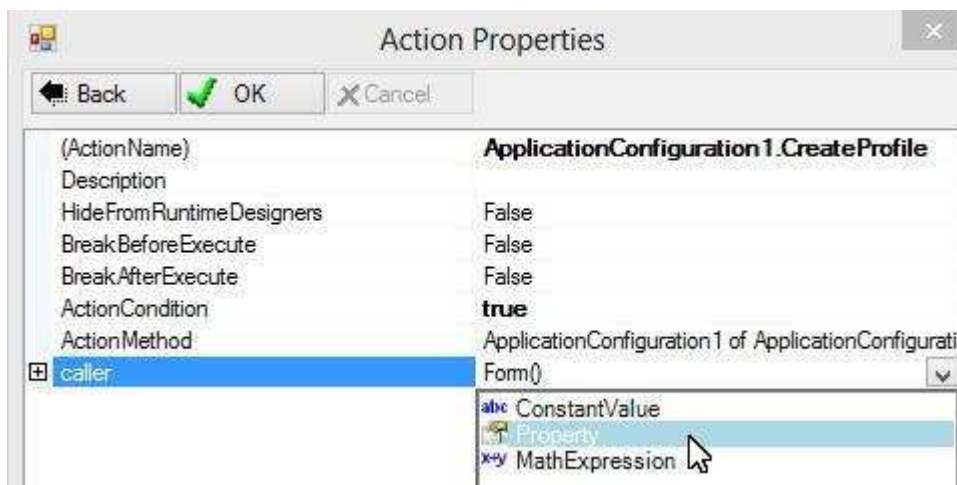 Action Properties
Back OK Cancel
(ActionName) ApplicationConfiguration1.CreateProfile
Description
HideFromRuntimeDesigners False
BreakBeforeExecute False
BreakAfterExecute False
ActionCondition true
ActionMethod ApplicationConfiguration1 of ApplicationConfigurati
caller Form()
abc ConstantValue
Property
x+y MathExpression